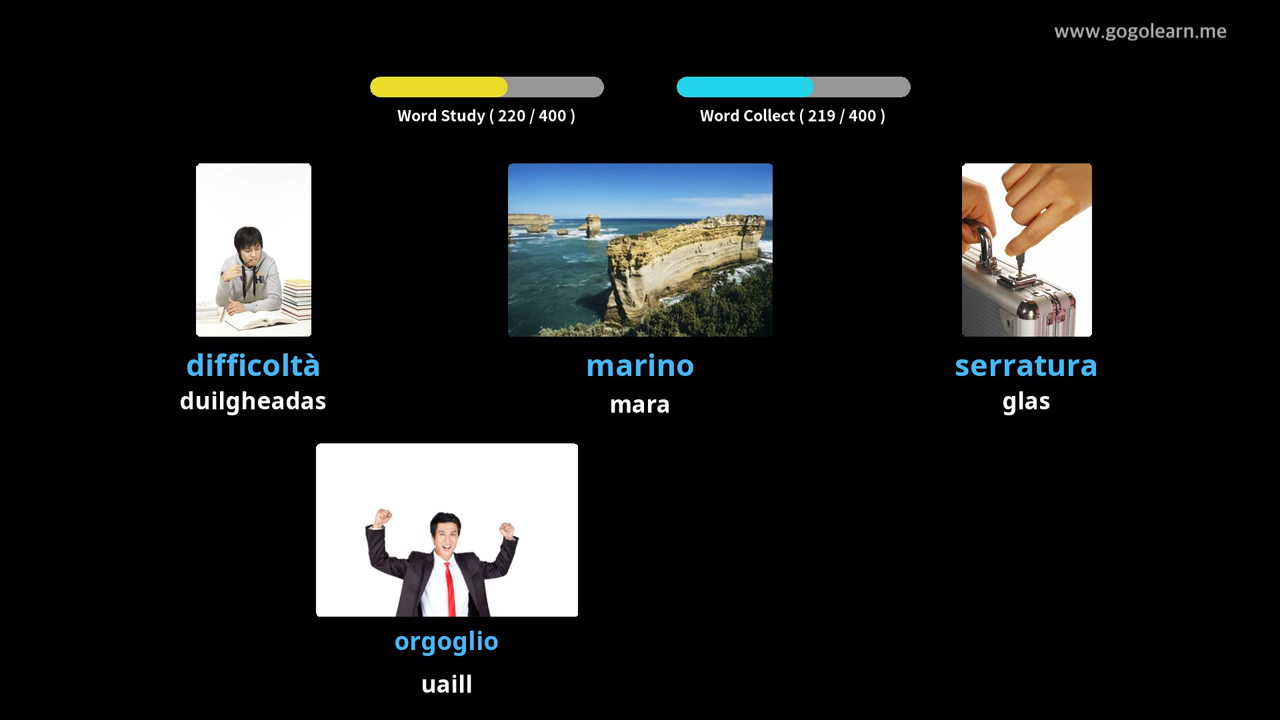 www.gogolearn.me
Word Study ( 220 / 400 )
Word Collect ( 219 / 400 )
difficoltà
duilgheadas
marino
mara
serratura
glas
orgoglio
uaill